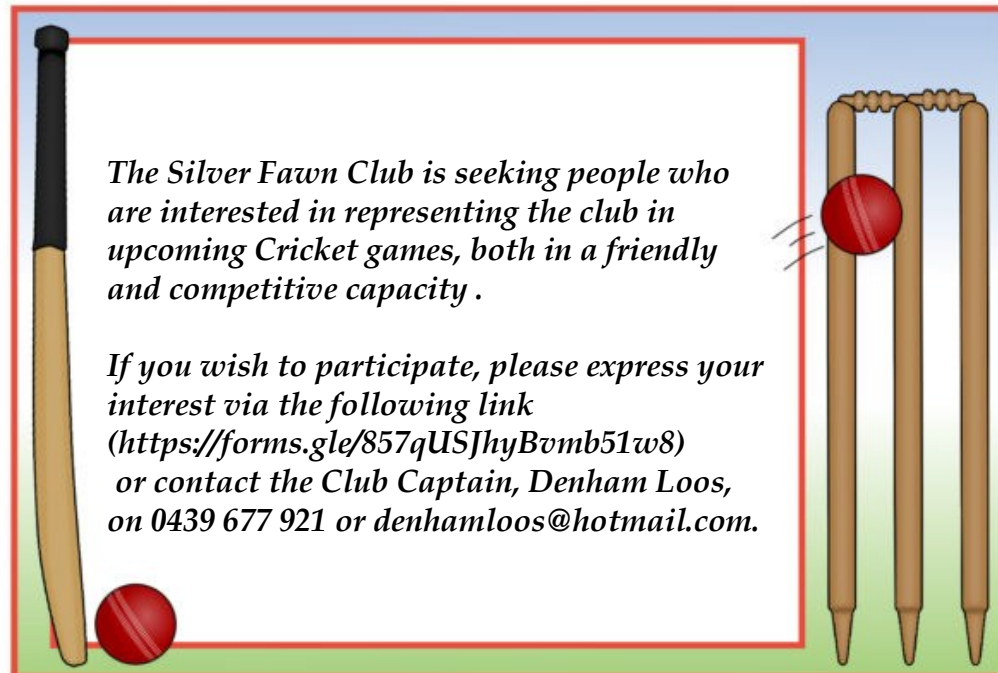 The Silver Fawn Club is seeking people who
are interested in representing the club in
upcoming Cricket games, both in a friendly
and competitive capacity .
If you wish to participate, please express your
interest via the following link
(https://forms.gle/857qUSJhyBvmb51w8)
or contact the Club Captain, Denham Loos,
on 0439 677 921 or denhamloos@hotmail.com.